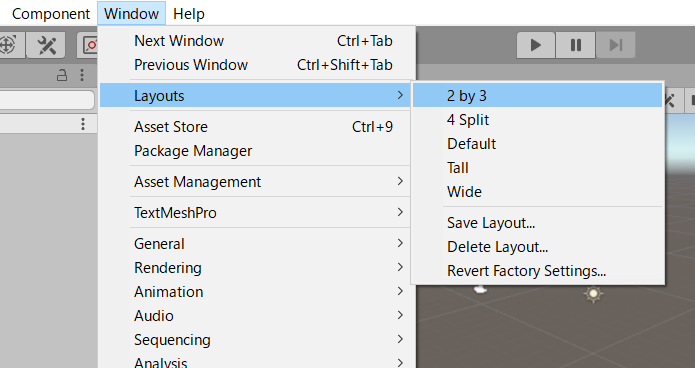 Component Window Help
Next Window Ctrl+Tab
Previous Window Ctrl+Shift+Tab
Layouts
2 by 3
4 Split
Default
Tall
Wide
Save Layout...
Delete Layout...
Revert Factory Settings...
Asset Store Ctrl+9
Package Manager
Asset Management
TextMeshPro
General
Rendering
Animation
Audio
Sequencing
Analysis